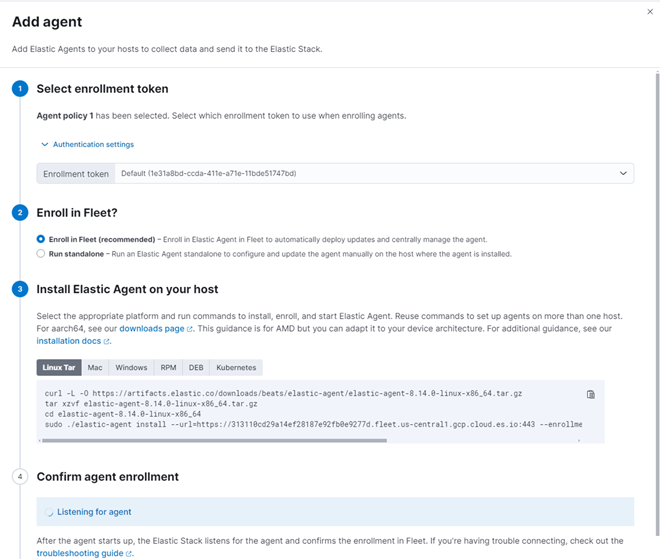 Add agent
Add Elastic Agents to your hosts to collect data and send it to the Elastic Stack.
1 Select enrollment token
Agent policy 1 has been selected. Select which enrollment token to use when enrolling agents.
Authentication settings
Enrollment token Default (1e31a8bd-ccda-411e-a71e-11bde51747bd)
2 Enroll in Fleet?
Enroll in Fleet (recommended) – Enroll in Elastic Agent in Fleet to automatically deploy updates and centrally manage the agent.
Run standalone – Run an Elastic Agent standalone to configure and update the agent manually on the host where the agent is installed.
3 Install Elastic Agent on your host
Select the appropriate platform and run commands to install, enroll, and start Elastic Agent. Reuse commands to set up agents on more than one host.
For aarch64, see our downloads page. This guidance is for AMD but you can adapt it to your device architecture. For additional guidance, see our
installation docs.
Linux Tar Mac Windows RPM DEB Kubernetes
curl -L -O https://artifacts.elastic.co/downloads/beats/elastic-agent/elastic-agent-8.14.0-linux-x86_64.tar.gz
tar xzvf elastic-agent-8.14.0-linux-x86_64.tar.gz
cd elastic-agent-8.14.0-linux-x86_64
sudo ./elastic-agent install --url=https://313110cd29a14ef28187e92fb0e9277d.fleet.us-central1.gcp.cloud.es.io:443 --enrollme
4 Confirm agent enrollment
Listening for agent
After the agent starts up, the Elastic Stack listens for the agent and confirms the enrollment in Fleet. If you're having trouble connecting, check out the
troubleshooting guide.